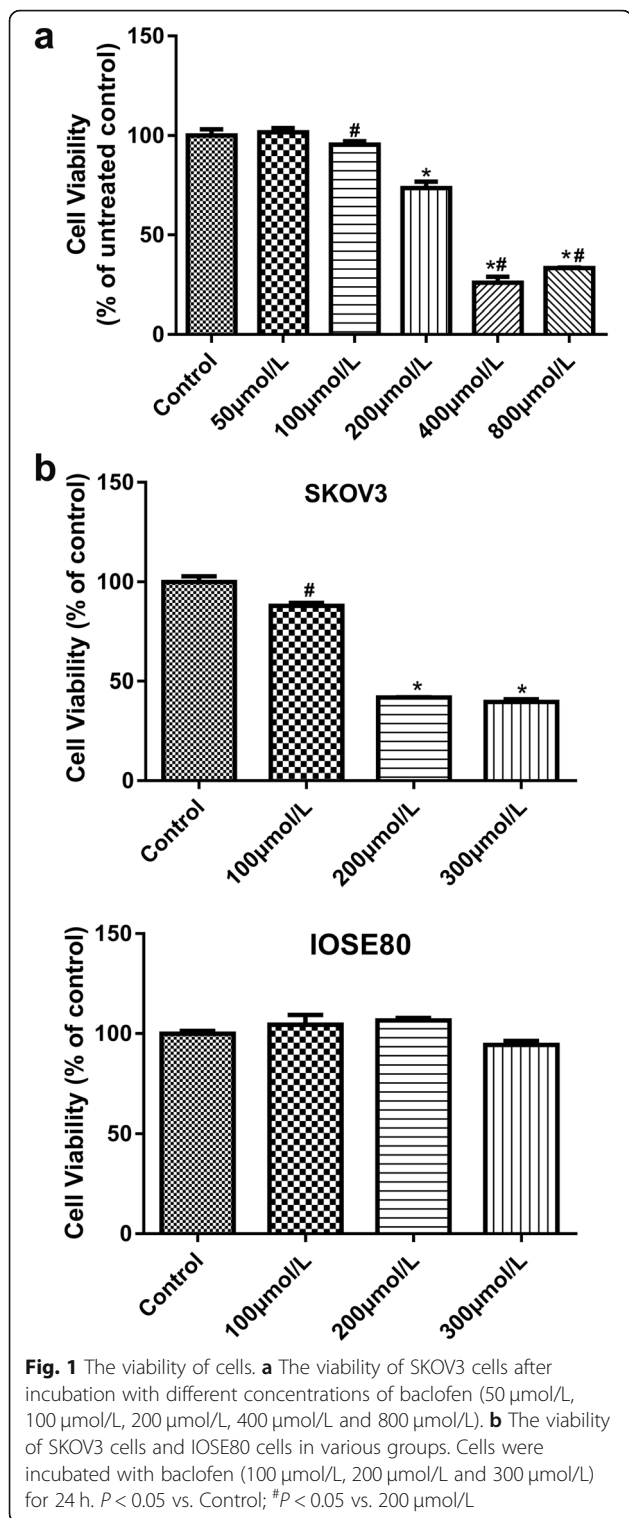 a
Cell Viability
(% of untreated control)
150
100
50
0
#
*
*#
*#
Control
50μmol/L
100μmol/L
200μmol/L
400μmol/L
800μmol/L
b
SKOV3
Cell Viability (% of control)
150
100
50
0
#
*
*
Control
100μmol/L
200μmol/L
300μmol/L
IOSE80
Cell Viability (% of control)
150
100
50
0
Control
100μmol/L
200μmol/L
300μmol/L
Fig. 1 The viability of cells. a The viability of SKOV3 cells after
incubation with different concentrations of baclofen (50 μmol/L,
100 μmol/L, 200 μmol/L, 400 μmol/L and 800 μmol/L). b The viability
of SKOV3 cells and IOSE80 cells in various groups. Cells were
incubated with baclofen (100 μmol/L, 200 μmol/L and 300 μmol/L)
for 24 h. P < 0.05 vs. Control; #P < 0.05 vs. 200 μmol/L